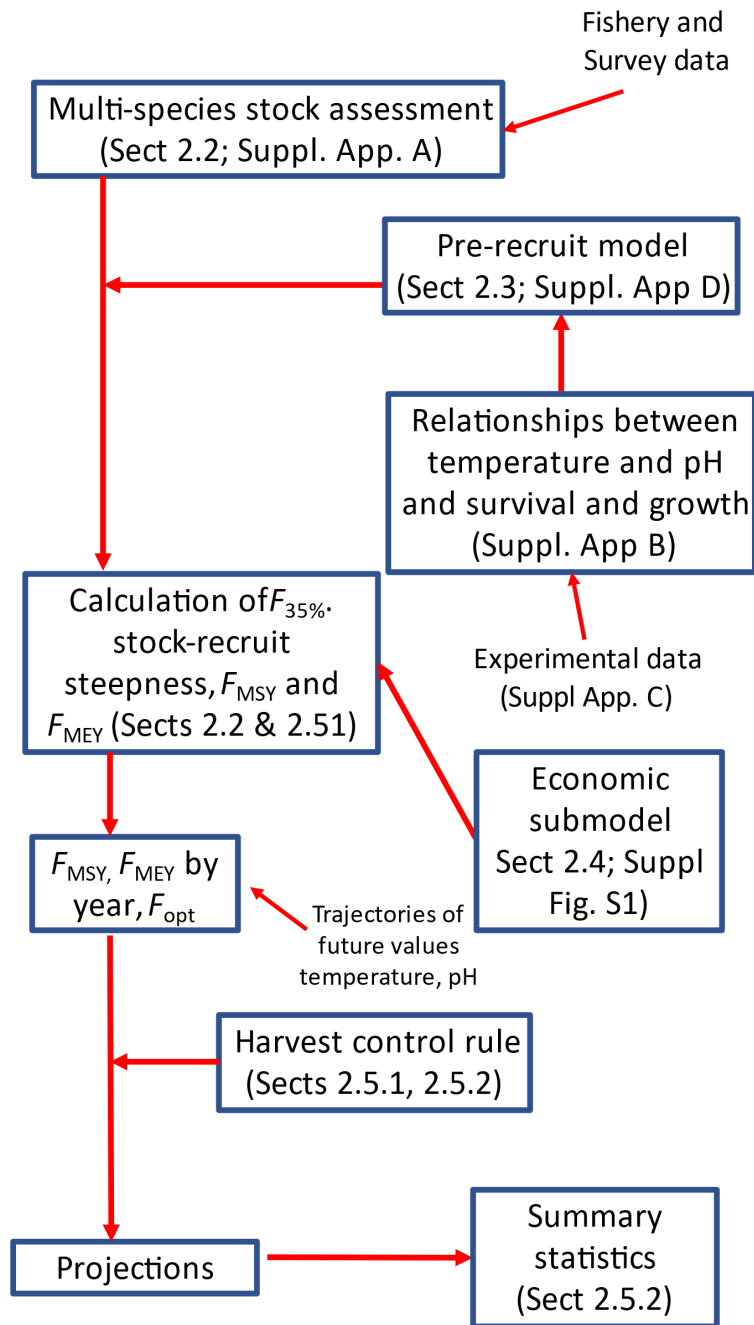 Fishery and
Survey data
Multi-species stock assessment
(Sect 2.2; Suppl. App. A)
Pre-recruit model
(Sect 2.3; Suppl. App D)
Relationships between
temperature and pH
and survival and growth
(Suppl. App B)
Experimental data
(Suppl App. C)
Calculation of F35%.
stock-recruit
steepness, FMSY and
FMEY (Sects 2.2 & 2.51)
Economic
submodel
Sect 2.4; Suppl
Fig. S1)
FMSY, FMEY by
year, Fopt
Trajectories of
future values
temperature, pH
Harvest control rule
(Sects 2.5.1, 2.5.2)
Projections
Summary
statistics
(Sect 2.5.2)